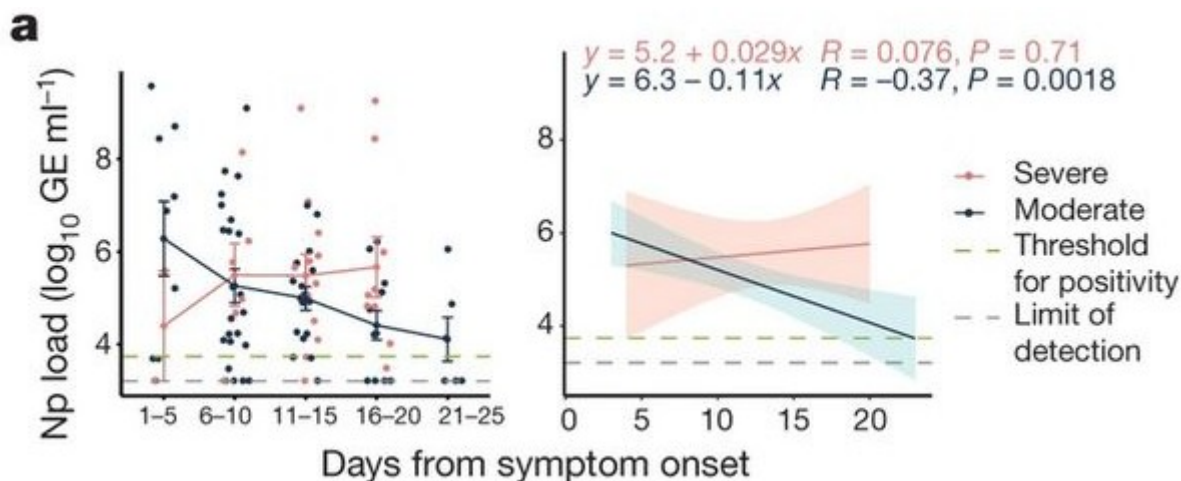 a
Np load (log10 GE ml−1)
8
6
4
1–5 6–10 11–15 16–20 21–25
y = 5.2 + 0.029x R = 0.076, P = 0.71
y = 6.3 – 0.11x R = –0.37, P = 0.0018
8
6
4
0 5 10 15 20
Days from symptom onset
Severe
Moderate
Threshold
for positivity
Limit of
detection